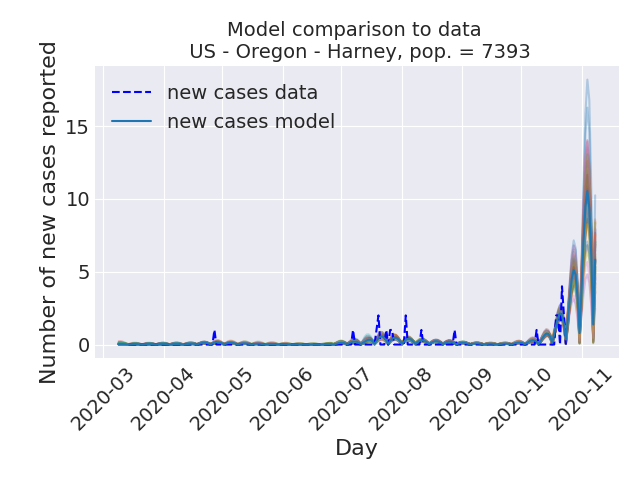 Model comparison to data
US - Oregon - Harney, pop. = 7393
Number of new cases reported
new cases data
new cases model
15
10
5
0
2020-03
2020-04
2020-05
2020-06
2020-07
2020-08
2020-09
2020-10
2020-11
Day